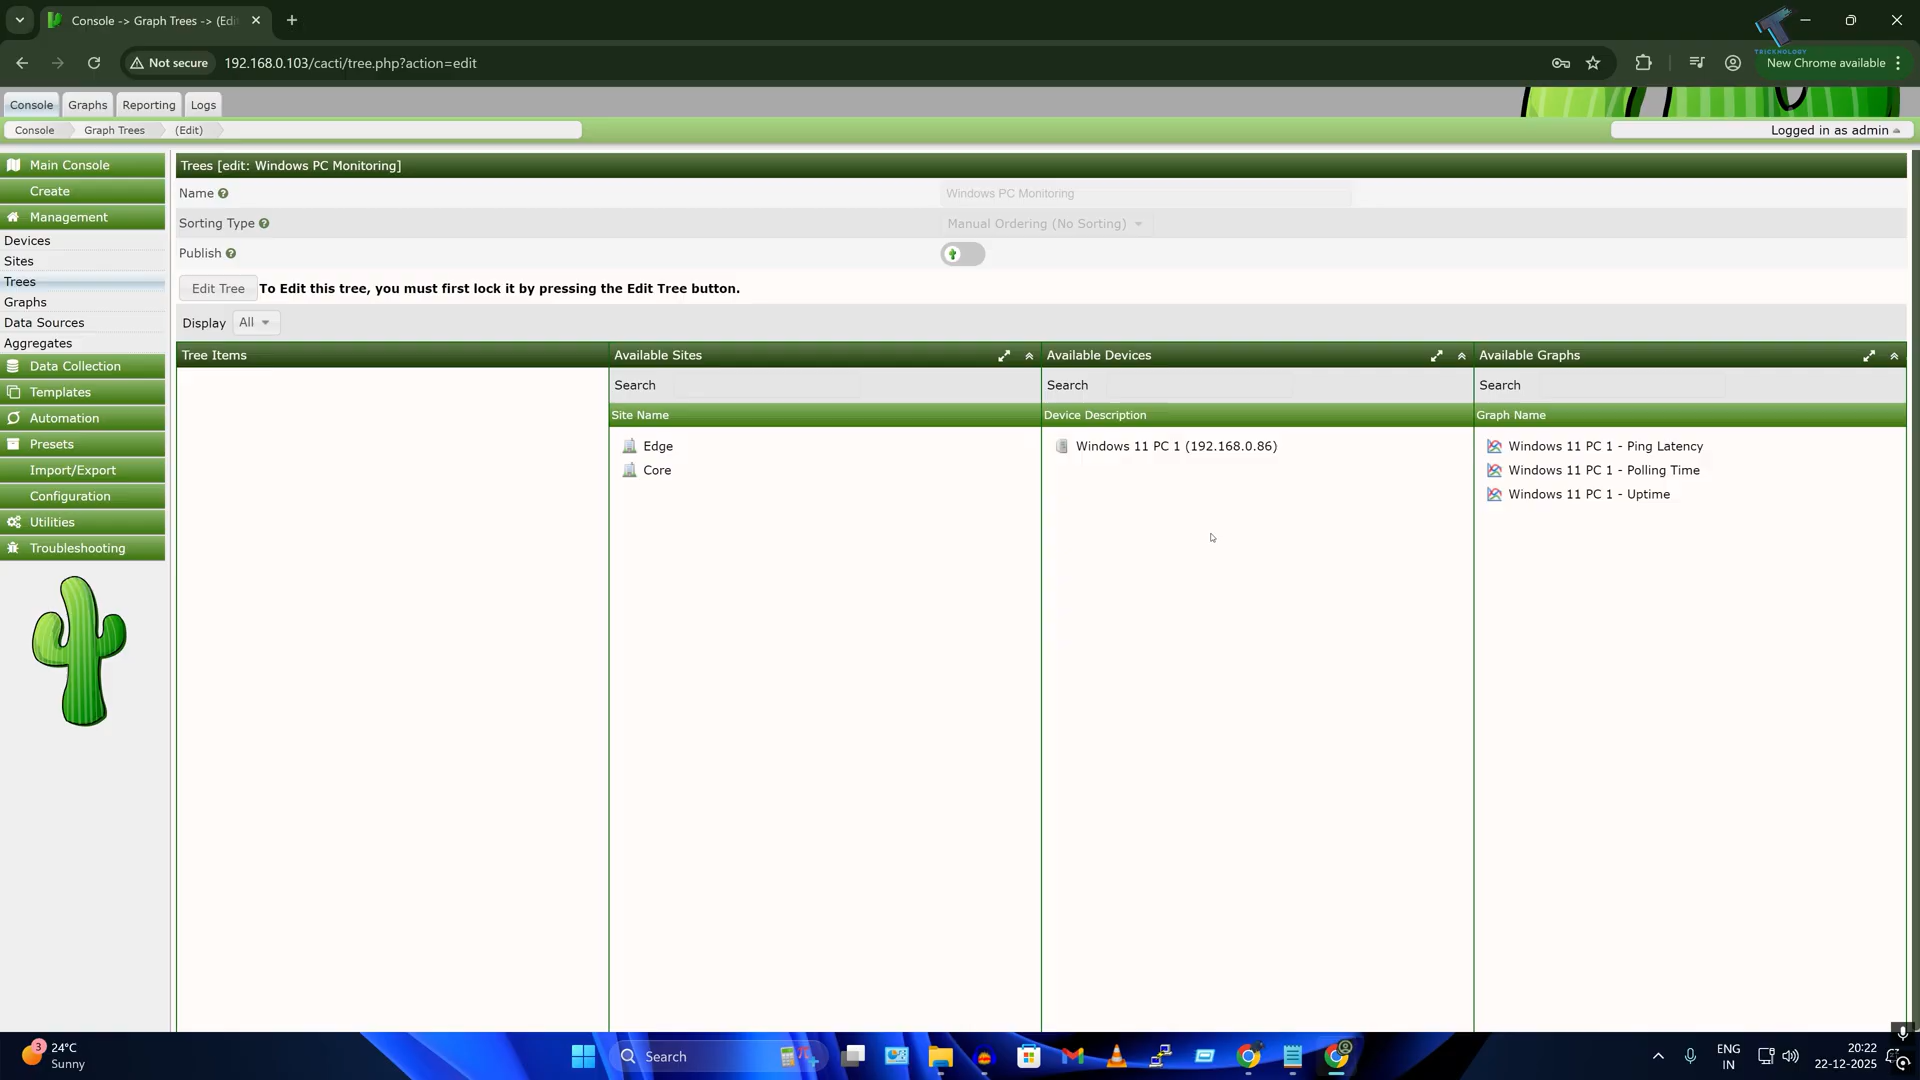 Console -> Graph Trees -> (Edi
192.168.0.103/cacti/tree.php?action=edit
Not secure
TRICKNOLOGY
New Chrome available
Console
Graphs
Reporting
Logs
Console
Graph Trees
(Edit)
Logged in as admin
Main Console
Create
Management
Devices
Sites
Trees
Graphs
Data Sources
Aggregates
Data Collection
Templates
Automation
Presets
Import/Export
Configuration
Utilities
Troubleshooting
Trees [edit: Windows PC Monitoring]
Name
Windows PC Monitoring
Sorting Type
Manual Ordering (No Sorting)
Publish
Edit Tree
To Edit this tree, you must first lock it by pressing the Edit Tree button.
Display
All
Tree Items
Available Sites
Search
Site Name
Edge
Core
Available Devices
Search
Device Description
Windows 11 PC 1 (192.168.0.86)
Available Graphs
Search
Graph Name
Windows 11 PC 1 - Ping Latency
Windows 11 PC 1 - Polling Time
Windows 11 PC 1 - Uptime
3
24°C
Sunny
Search
ENG
IN
20:22
22-12-2025